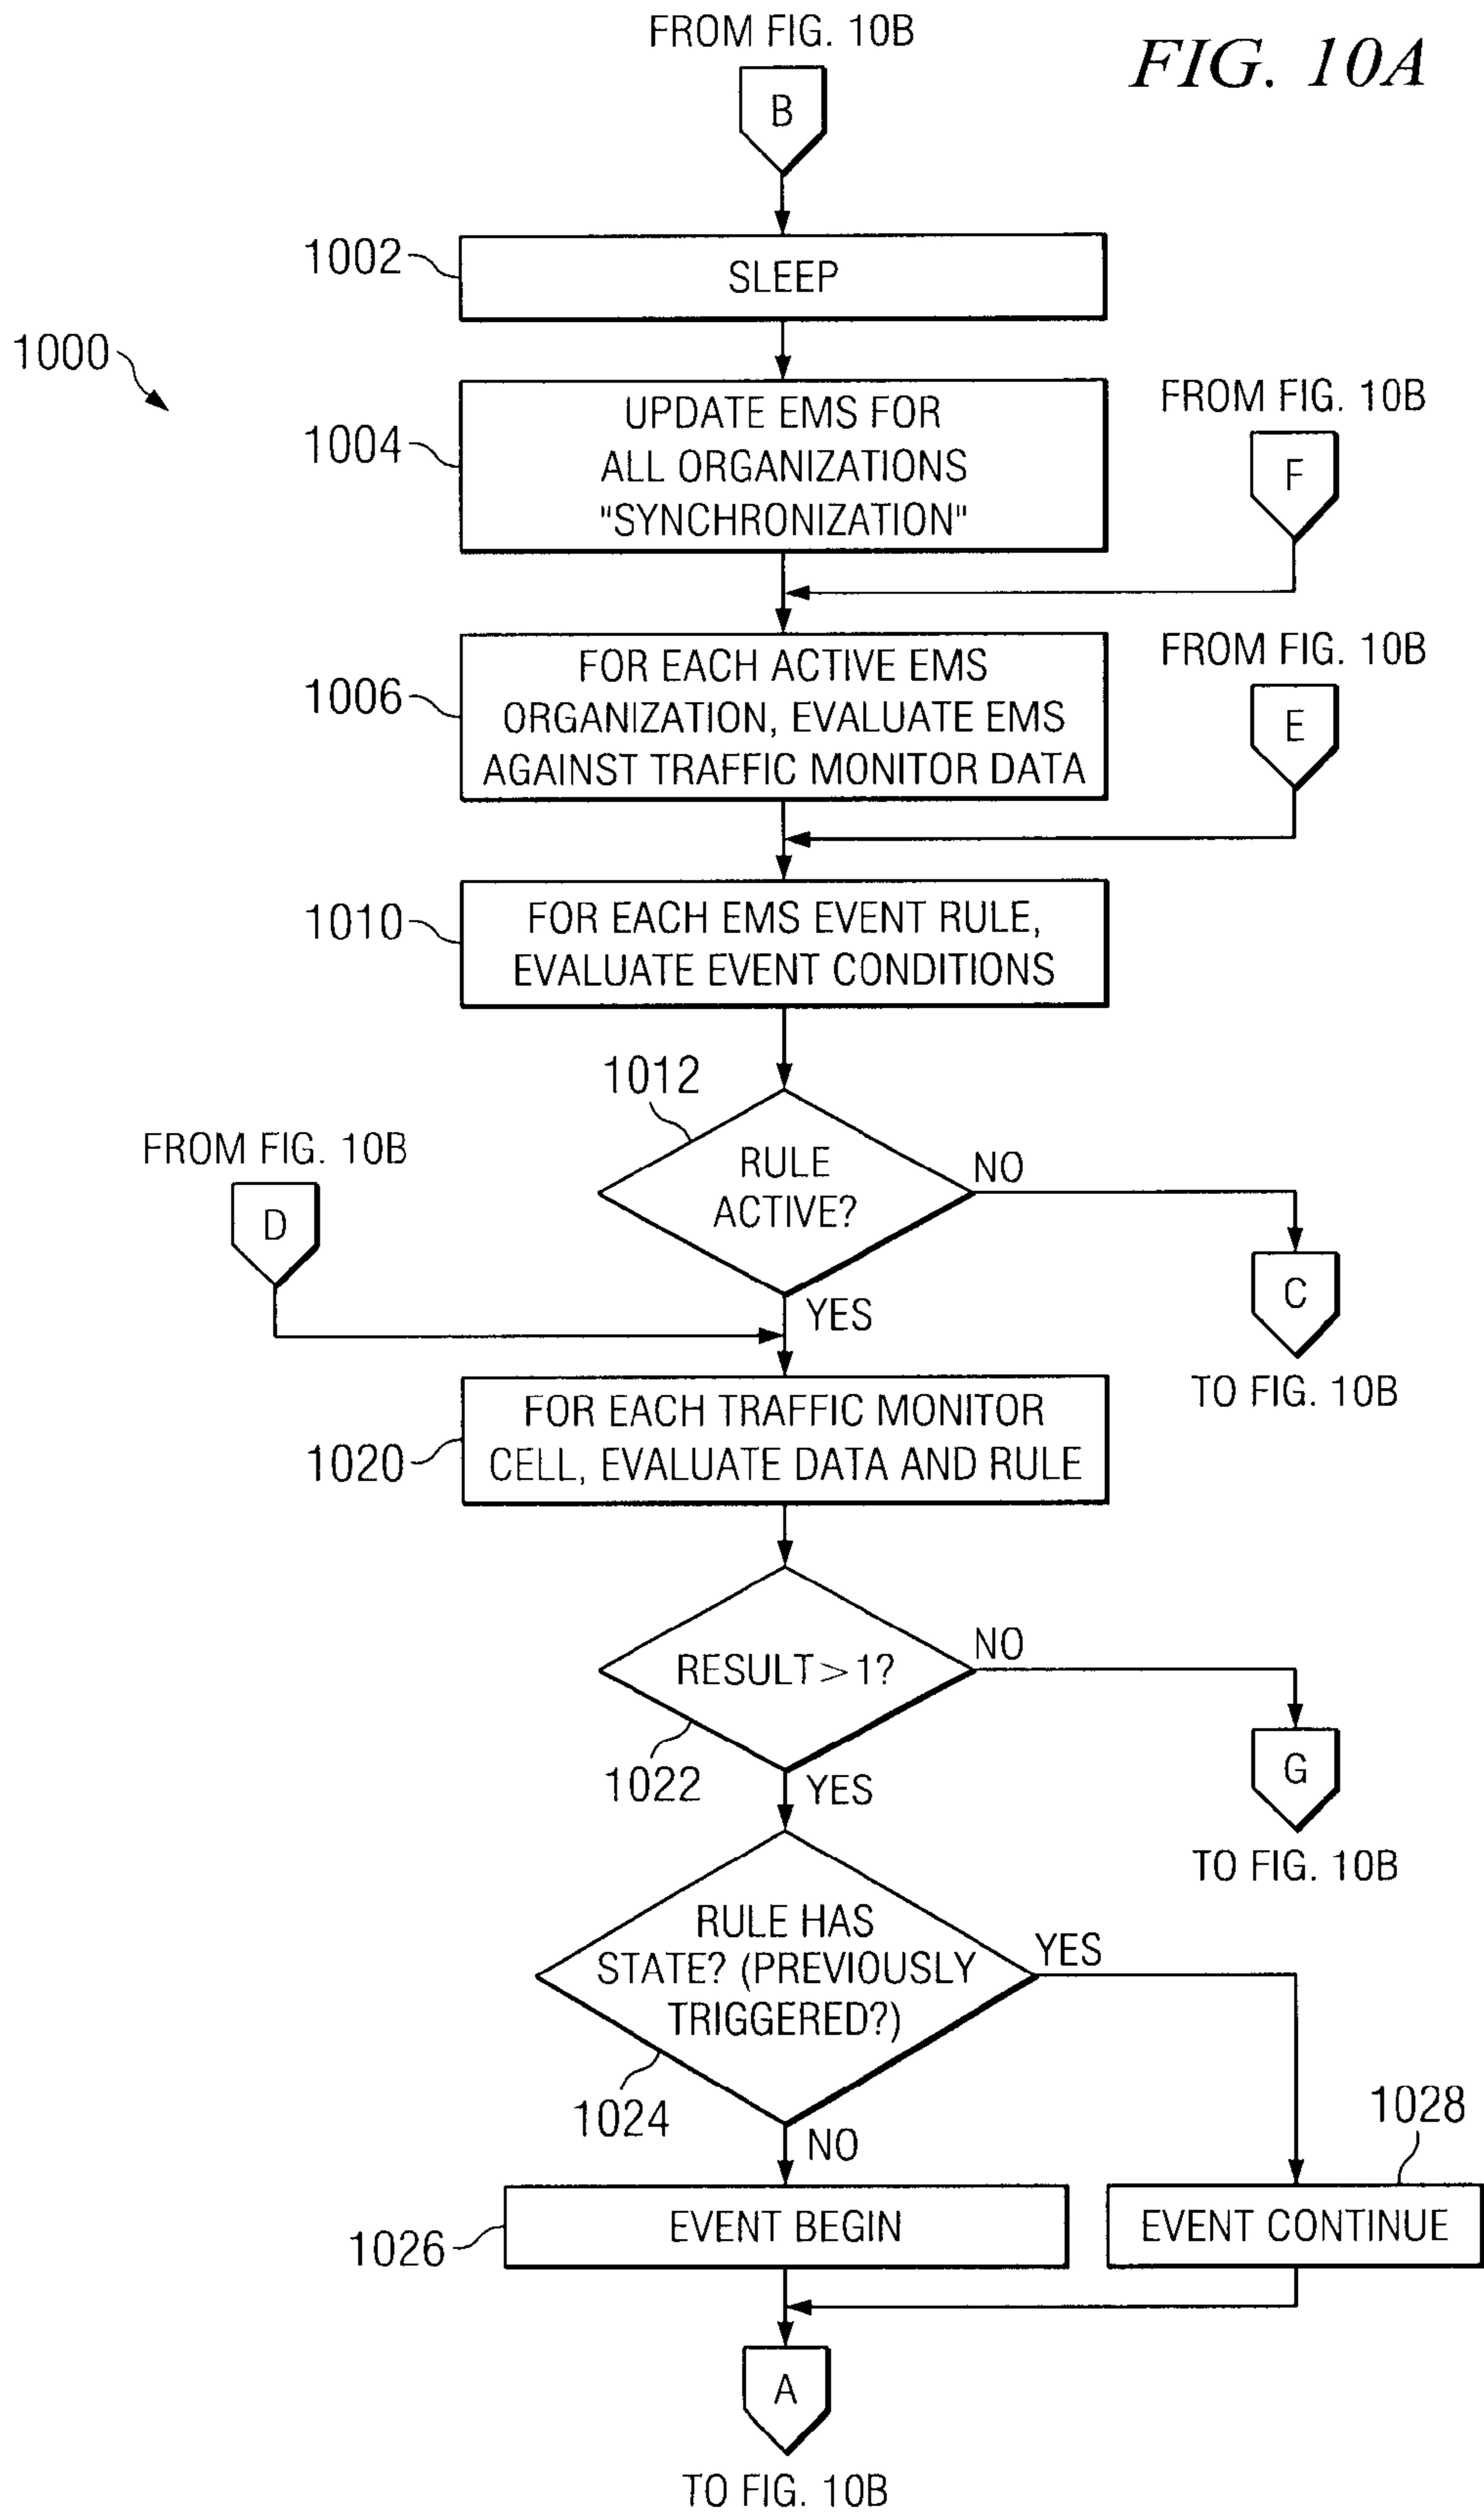 FROM FIG. 10B
FIG. 10A
B
1002
SLEEP
1000
1004
UPDATE EMS FOR
ALL ORGANIZATIONS
"SYNCHRONIZATION"
FROM FIG. 10B
F
1006
FOR EACH ACTIVE EMS
ORGANIZATION, EVALUATE EMS
AGAINST TRAFFIC MONITOR DATA
FROM FIG. 10B
E
1010
FOR EACH EMS EVENT RULE,
EVALUATE EVENT CONDITIONS
1012
RULE
ACTIVE?
NO
YES
FROM FIG. 10B
D
C
TO FIG. 10B
1020
FOR EACH TRAFFIC MONITOR
CELL, EVALUATE DATA AND RULE
RESULT > 1?
NO
1022
YES
G
TO FIG. 10B
RULE HAS
STATE? (PREVIOUSLY
TRIGGERED?)
YES
1024
NO
1028
1026
EVENT BEGIN
EVENT CONTINUE
A
TO FIG. 10B